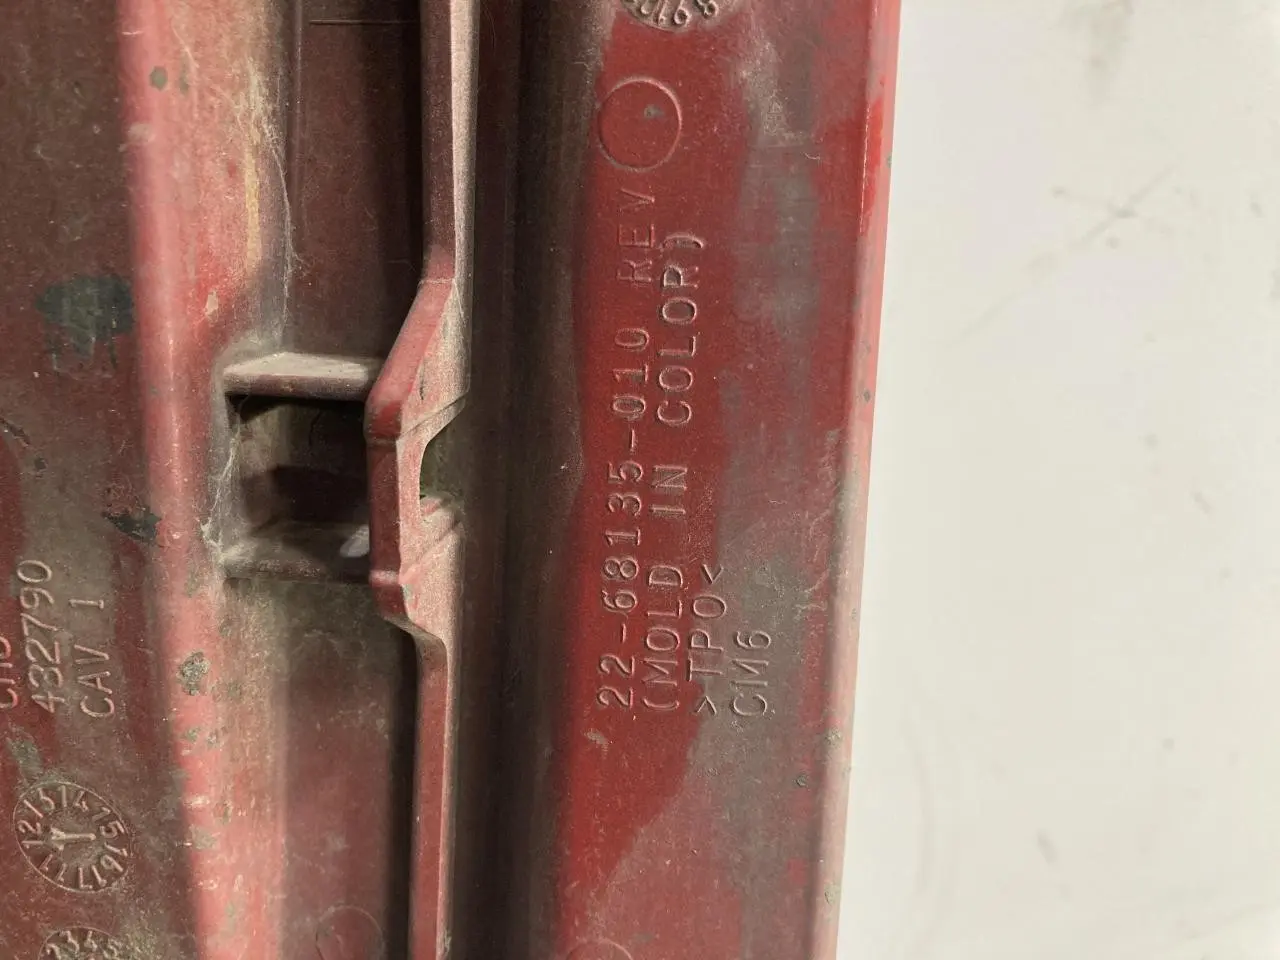 22-68135-010 REV
(MOLD IN COLOR)
>TPO<
CM6
432790
CAV 1